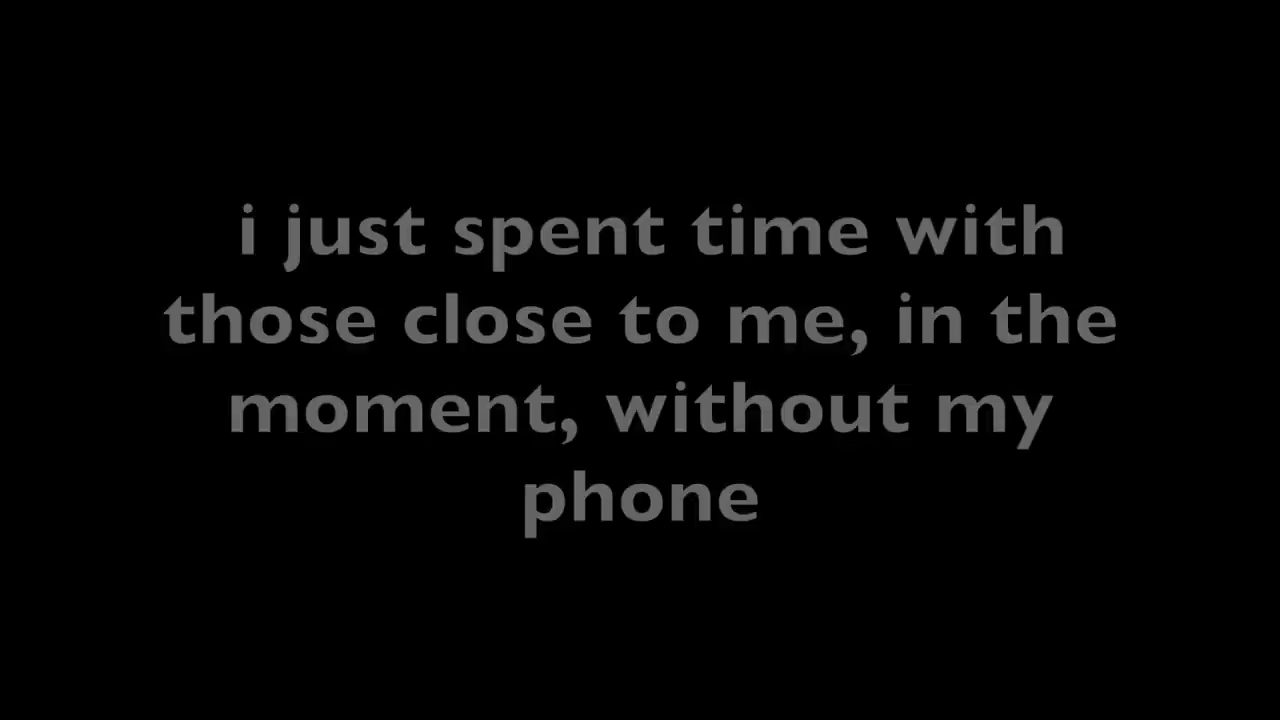 i just spent time with
those close to me, in the
moment, without my
phone